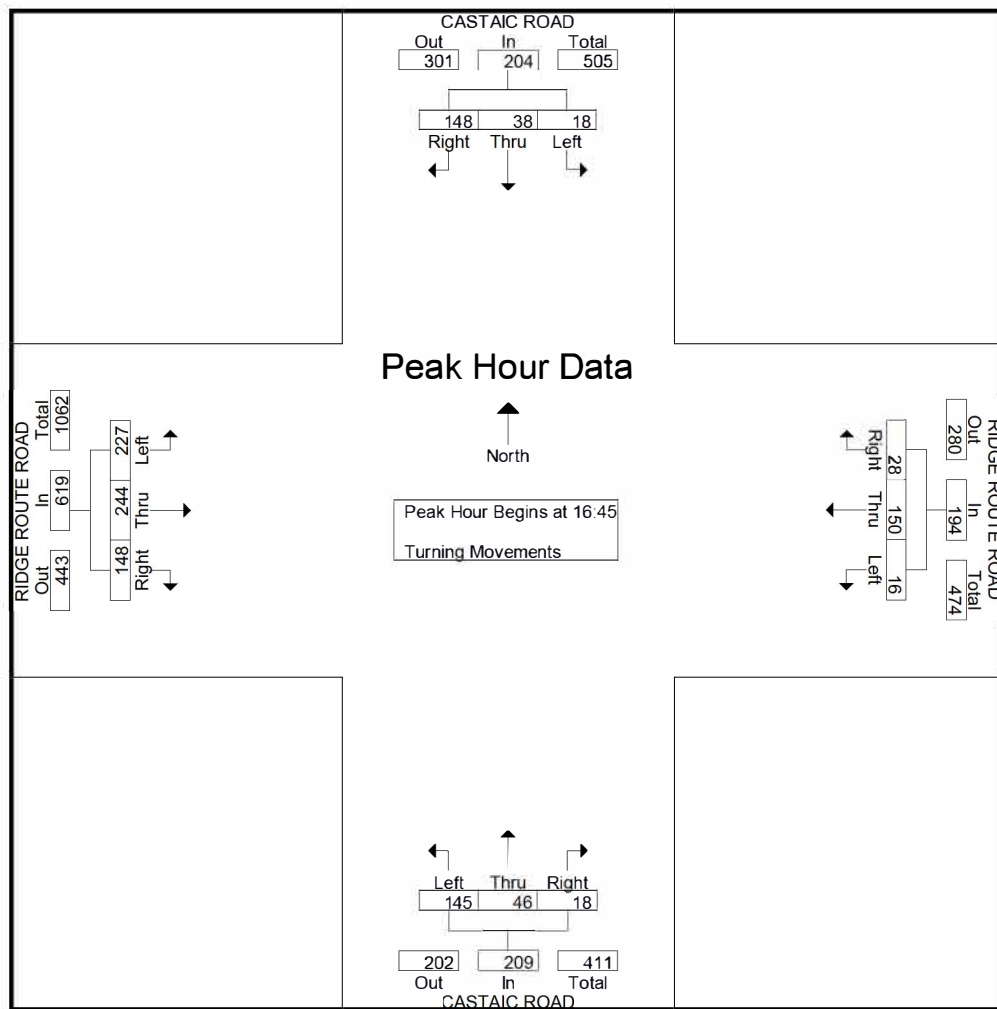 CASTAIC ROAD
Out In Total
301 204 505
148 38 18
Right Thru Left
Peak Hour Data
North
Peak Hour Begins at 16:45
Turning Movements
RIDGE ROUTE ROAD
Out In Total
443 619 1062
Left Thru Right
227 244 148
RIDGE ROUTE ROAD
Out In Total
280 194 474
Right Thru Left
28 150 16
Left Thru Right
145 46 18
202 209 411
Out In Total
CASTAIC ROAD